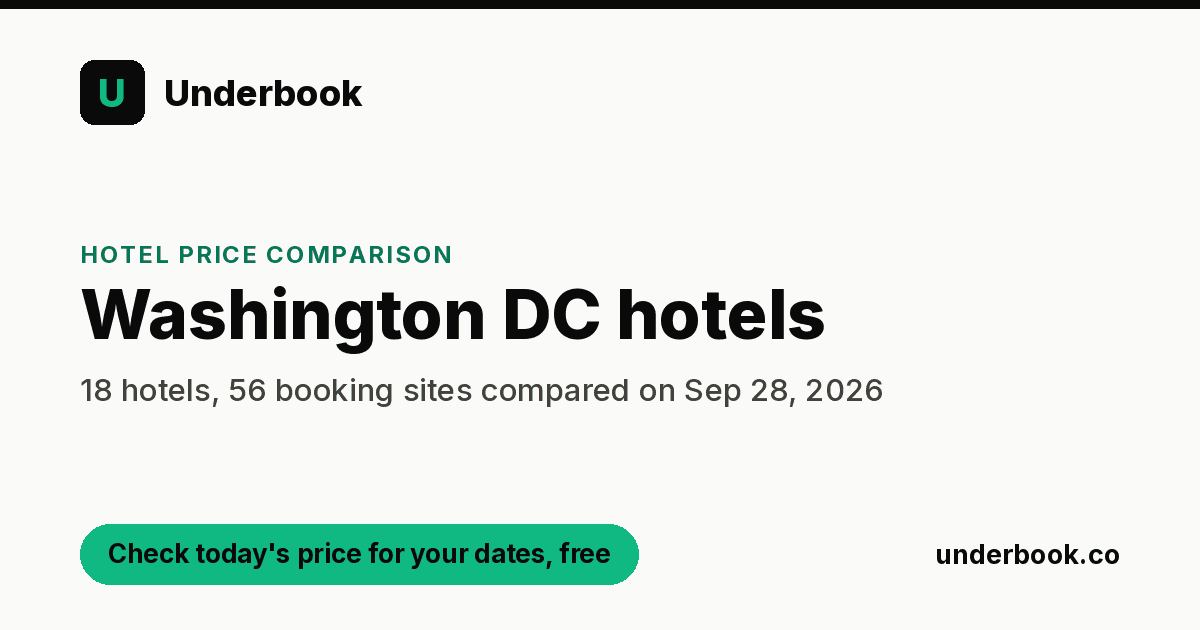 U Underbook
HOTEL PRICE COMPARISON
Washington DC hotels
18 hotels, 56 booking sites compared on Sep 28, 2026
Check today's price for your dates, free
underbook.co